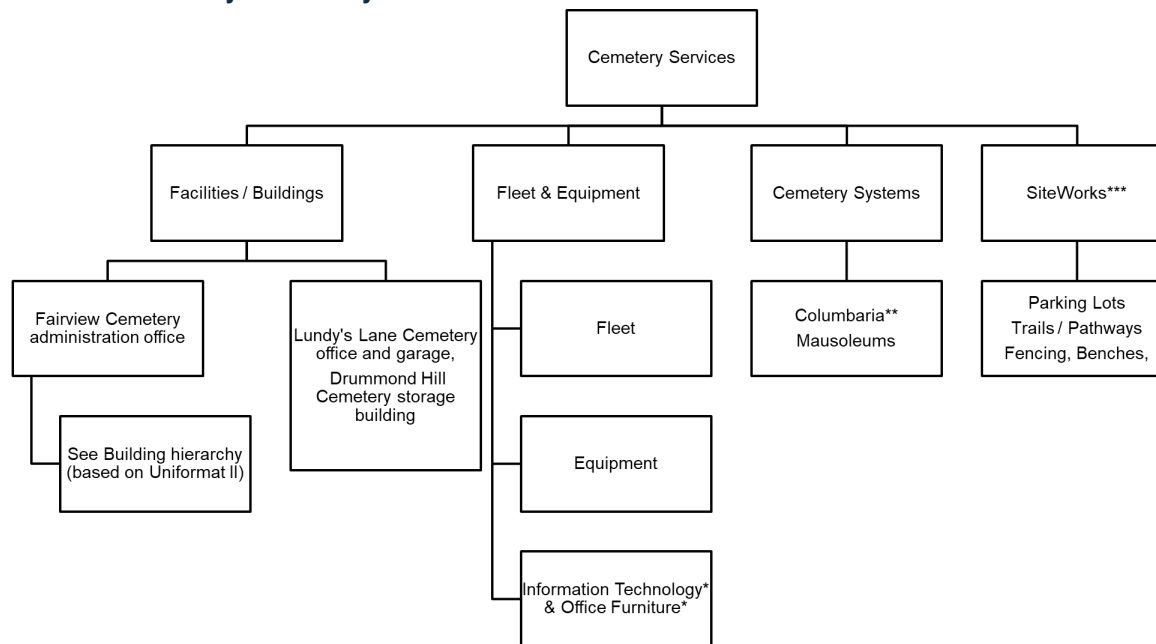 Cemetery Services
Facilities / Buildings
Fleet & Equipment
Cemetery Systems
SiteWorks***
Fairview Cemetery
administration office
Lundy's Lane Cemetery
office and garage,
Drummond Hill
Cemetery storage
building
Fleet
Columbaria**
Mausoleums
Parking Lots
Trails / Pathways
Fencing, Benches,
See Building hierarchy
(based on Uniformat II)
Equipment
Information Technology*
& Office Furniture*